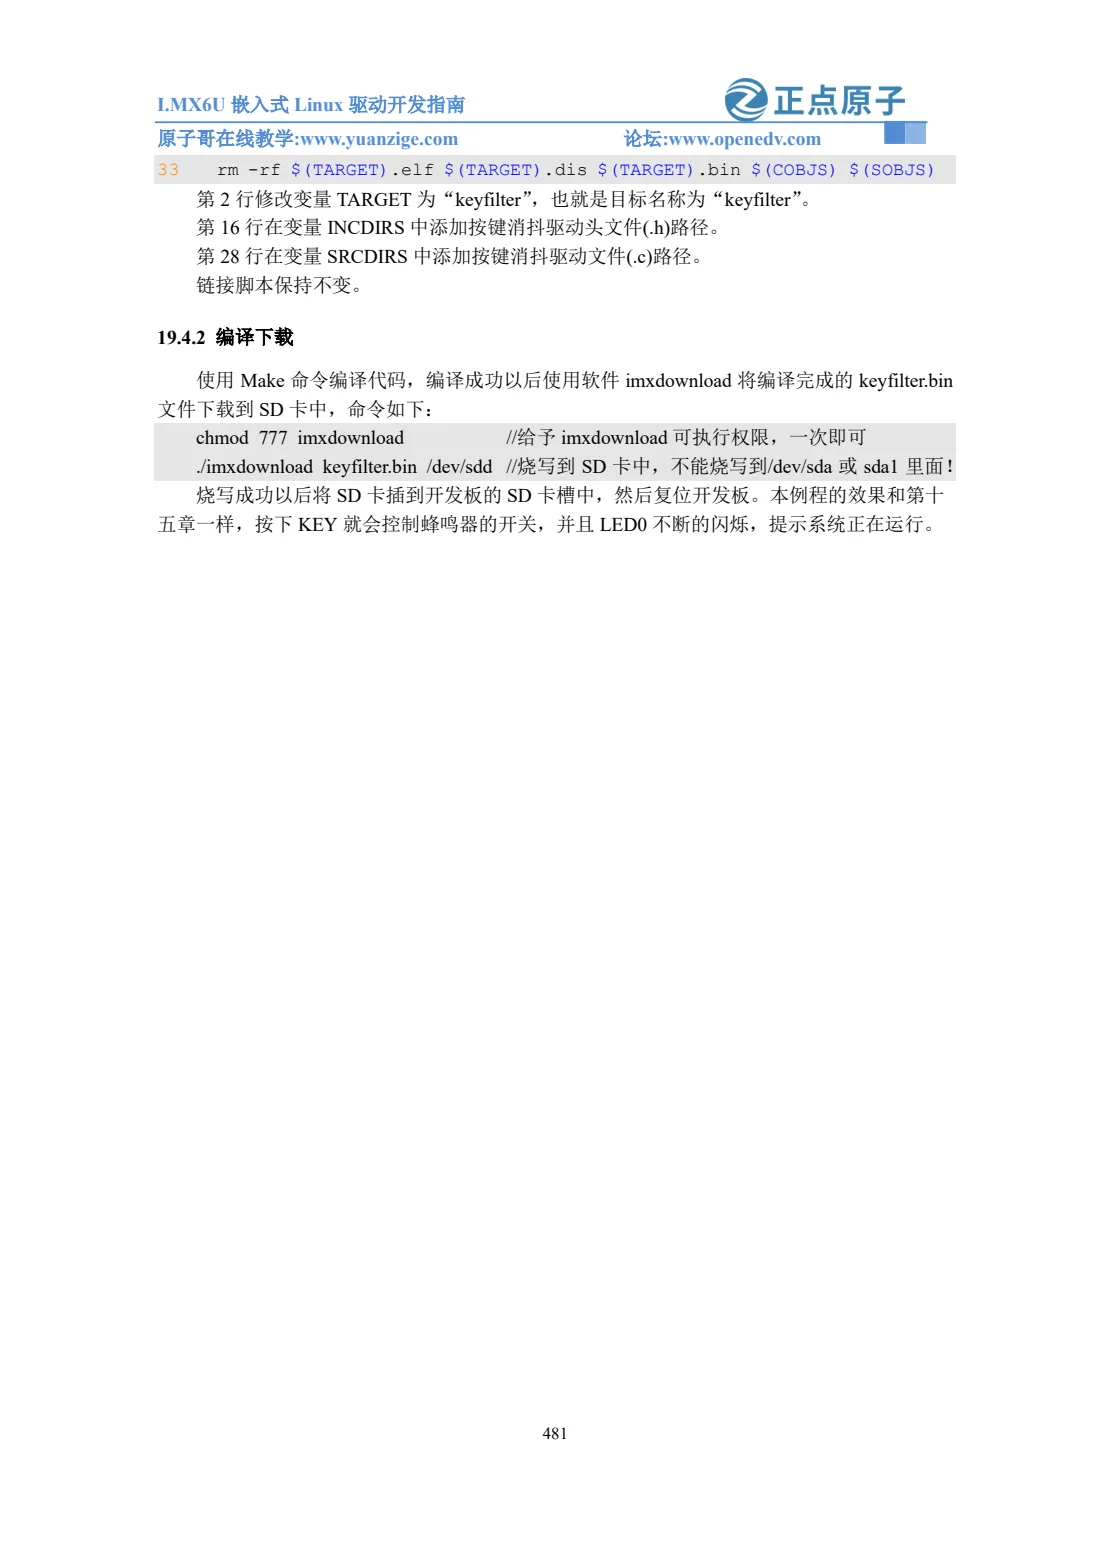 I.MX6U 嵌入式 Linux 驱动开发指南
正点原子
原子哥在线教学:www.yuanzige.com 论坛:www.openedv.com
33 rm -rf $(TARGET).elf $(TARGET).dis $(TARGET).bin $(COBJS) $(SOBJS)
第 2 行修改变量 TARGET 为“keyfilter”，也就是目标名称为“keyfilter”。
第 16 行在变量 INCDIRS 中添加按键消抖驱动头文件(.h)路径。
第 28 行在变量 SRCDIRS 中添加按键消抖驱动文件(.c)路径。
链接脚本保持不变。
19.4.2 编译下载
使用 Make 命令编译代码，编译成功以后使用软件 imxdownload 将编译完成的 keyfilter.bin
文件下载到 SD 卡中，命令如下：
chmod 777 imxdownload //给予 imxdownload 可执行权限，一次即可
./imxdownload keyfilter.bin /dev/sdd //烧写到 SD 卡中，不能烧写到/dev/sda 或 sda1 里面！
烧写成功以后将 SD 卡插到开发板的 SD 卡槽中，然后复位开发板。本例程的效果和第十
五章一样，按下 KEY 就会控制蜂鸣器的开关，并且 LED0 不断的闪烁，提示系统正在运行。
481